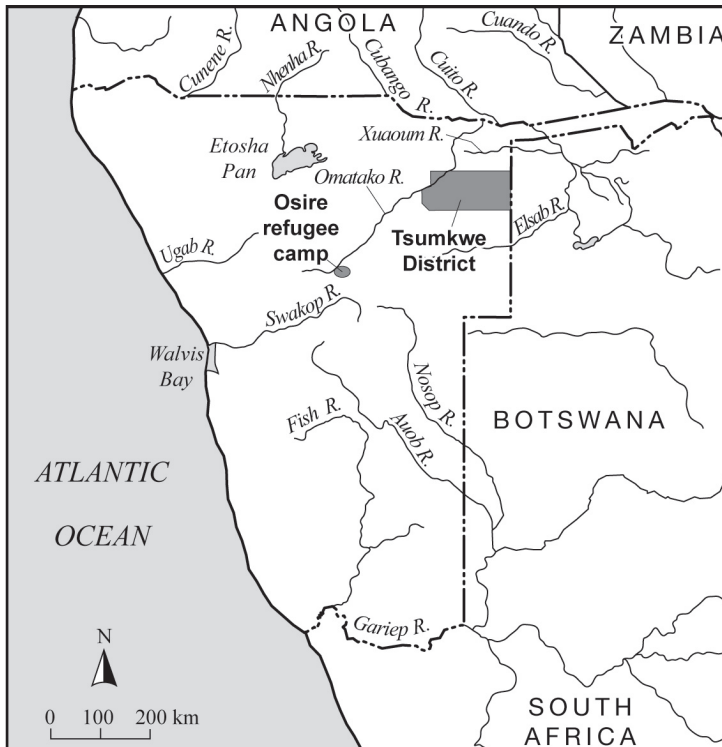 ANGOLA
ZAMBIA
Cunene R.
Nhenha R.
Cubango R.
Cuito R.
Cuando R.
Etosha
Pan
Xuaoum R.
Omatako R.
Osire
refugee
camp
Tsumkwe
District
Elsab R.
Ugab R.
Swakop R.
Walvis
Bay
Fish R.
Auob R.
Nosop R.
BOTSWANA
ATLANTIC
OCEAN
Gariep R.
N
0 100 200 km
SOUTH
AFRICA